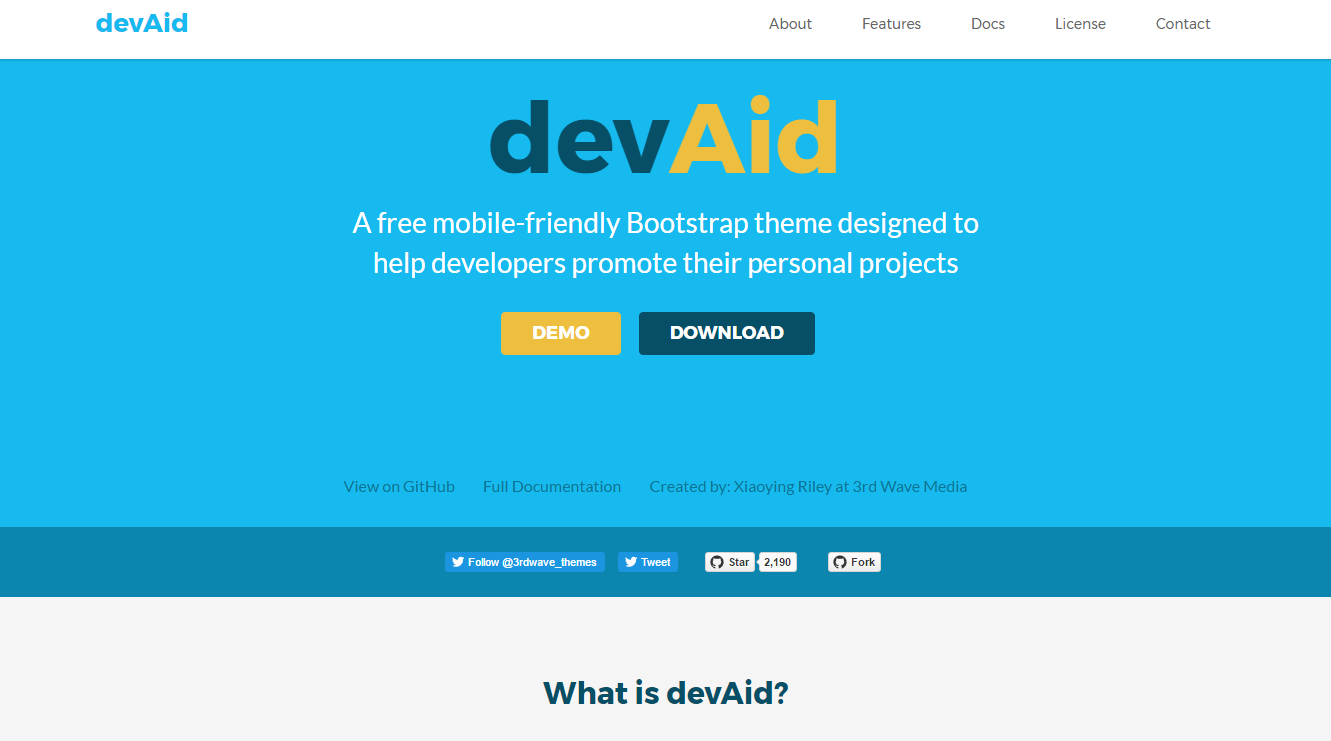 devAid
About Features Docs License Contact
devAid
A free mobile-friendly Bootstrap theme designed to
help developers promote their personal projects
DEMO DOWNLOAD
View on GitHub Full Documentation Created by: Xiaoying Riley at 3rd Wave Media
Follow @3rdwave_themes Tweet Star 2,190 Fork
What is devAid?